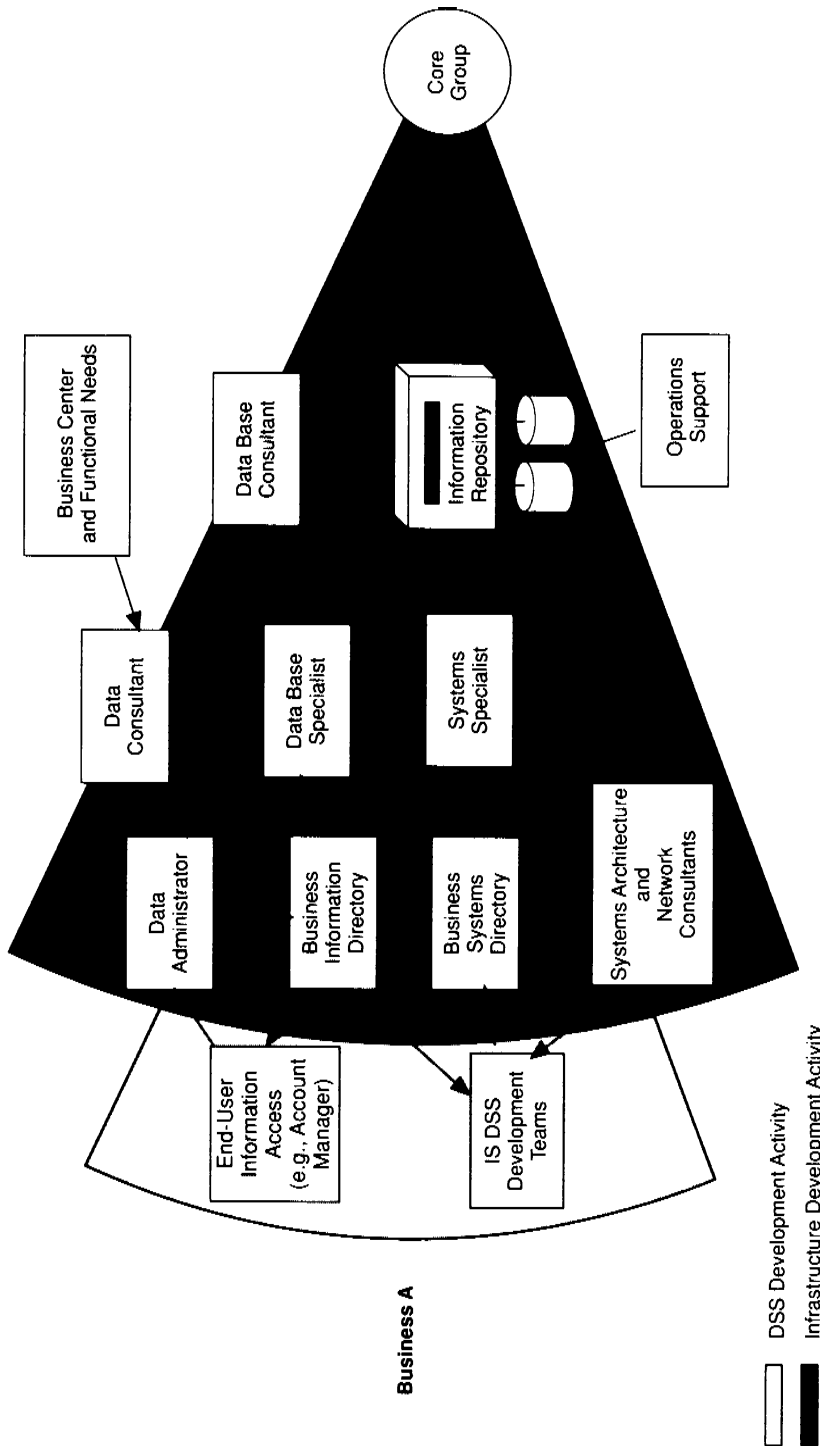 Business A
End-User
Information
Access
(e.g., Account
Manager)
IS DSS
Development
Teams
Data
Administrator
Business
Information
Directory
Business
Systems
Directory
Systems Architecture
and
Network
Consultants
Data
Consultant
Data Base
Specialist
Systems
Specialist
Business Center
and Functional Needs
Data Base
Consultant
Information
Repository
Operations
Support
Core
Group
DSS Development Activity
Infrastructure Development Activity